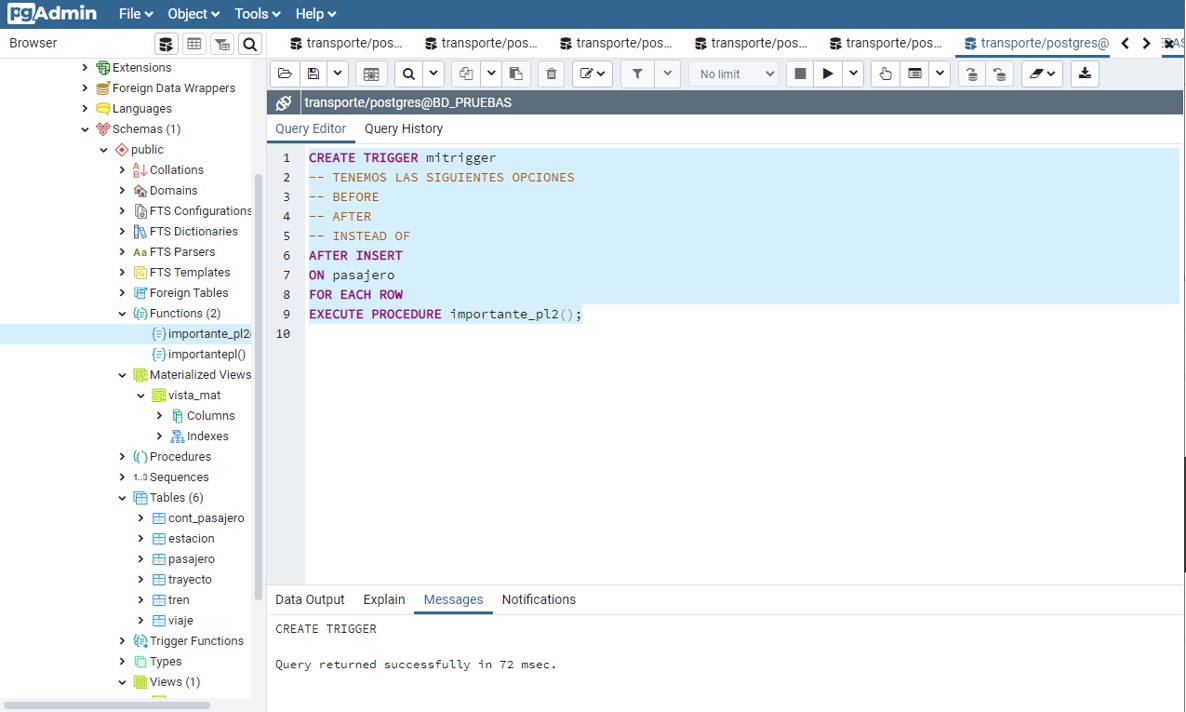 pgAdmin File Object Tools Help
Browser
transporte/pos... transporte/pos... transporte/pos... transporte/pos... transporte/pos... transporte/postgres@
No limit
transporte/postgres@BD_PRUEBAS
Query Editor Query History
Extensions
Foreign Data Wrappers
Languages
Schemas (1)
public
Collations
Domains
FTS Configurations
FTS Dictionaries
Aa FTS Parsers
FTS Templates
Foreign Tables
Functions (2)
importante_pl2(
importantepl()
Materialized Views
vista_mat
Columns
Indexes
Procedures
1..3 Sequences
Tables (6)
cont_pasajero
estacion
pasajero
trayecto
tren
viaje
Trigger Functions
Types
Views (1)
1 CREATE TRIGGER mitrigger
2 -- TENEMOS LAS SIGUIENTES OPCIONES
3 -- BEFORE
4 -- AFTER
5 -- INSTEAD OF
6 AFTER INSERT
7 ON pasajero
8 FOR EACH ROW
9 EXECUTE PROCEDURE importante_pl2();
10
Data Output Explain Messages Notifications
CREATE TRIGGER
Query returned successfully in 72 msec.